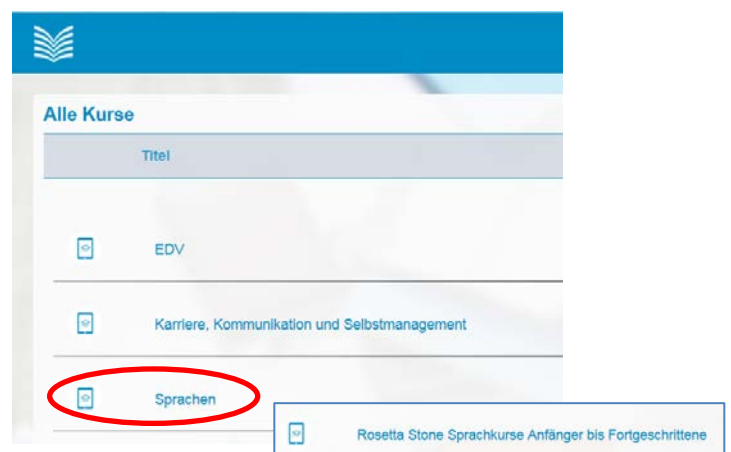 Alle Kurse
Titel
EDV
Karriere, Kommunikation und Selbstmanagement
Sprachen
Rosetta Stone Sprachkurse Anfänger bis Fortgeschrittene